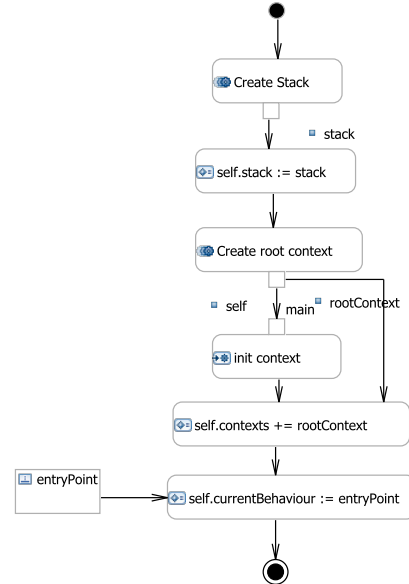 Create Stack
stack
self.stack := stack
Create root context
self
main
rootContext
init context
self.contexts += rootContext
entryPoint
self.currentBehaviour := entryPoint